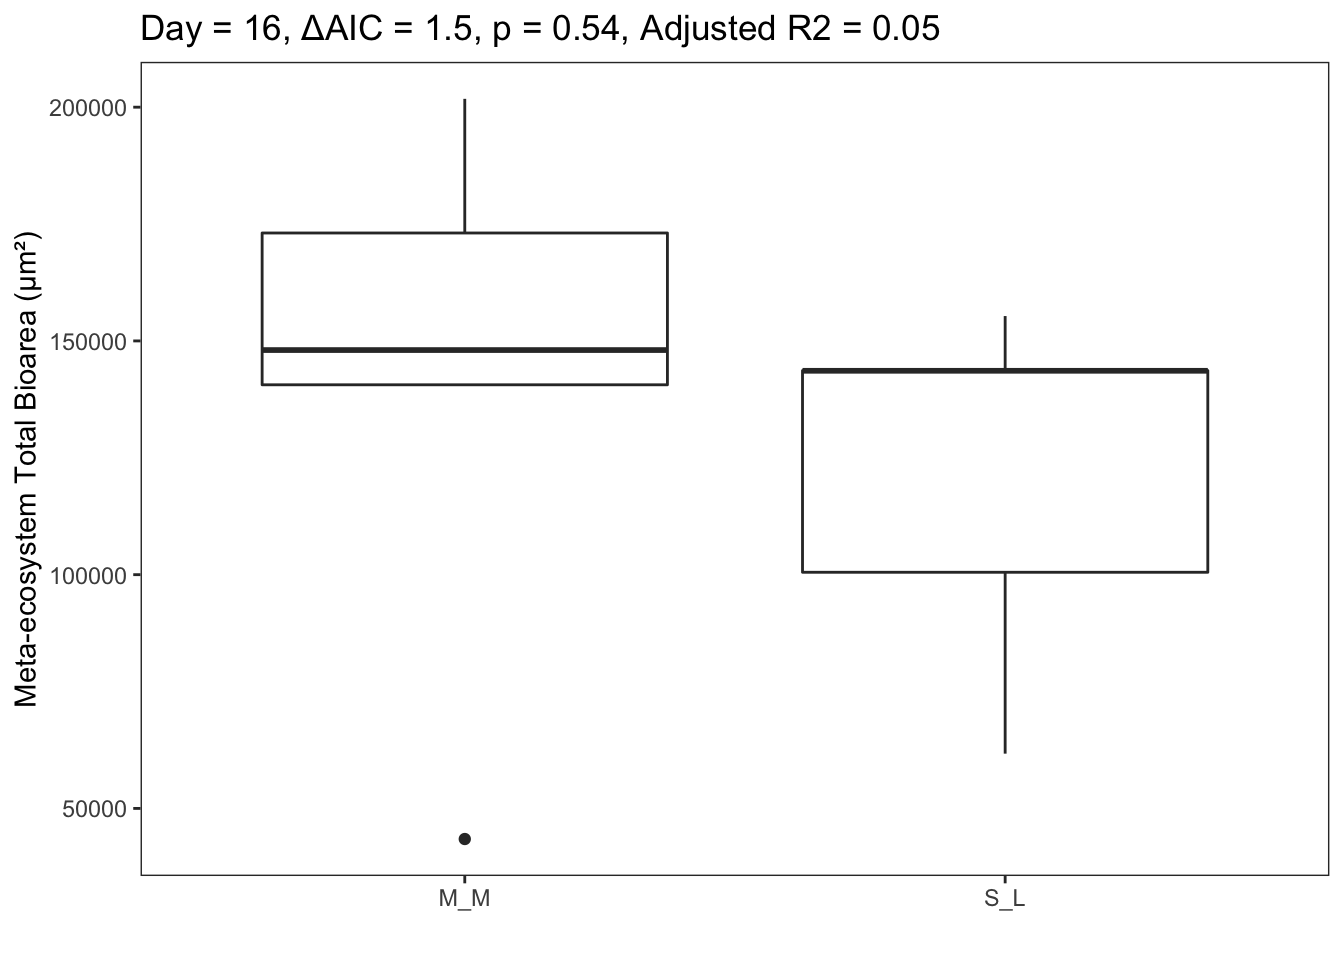 Day = 16, ΔAIC = 1.5, p = 0.54, Adjusted R2 = 0.05
Meta-ecosystem Total Bioarea (μm²)
200000
150000
100000
50000
M_M
S_L